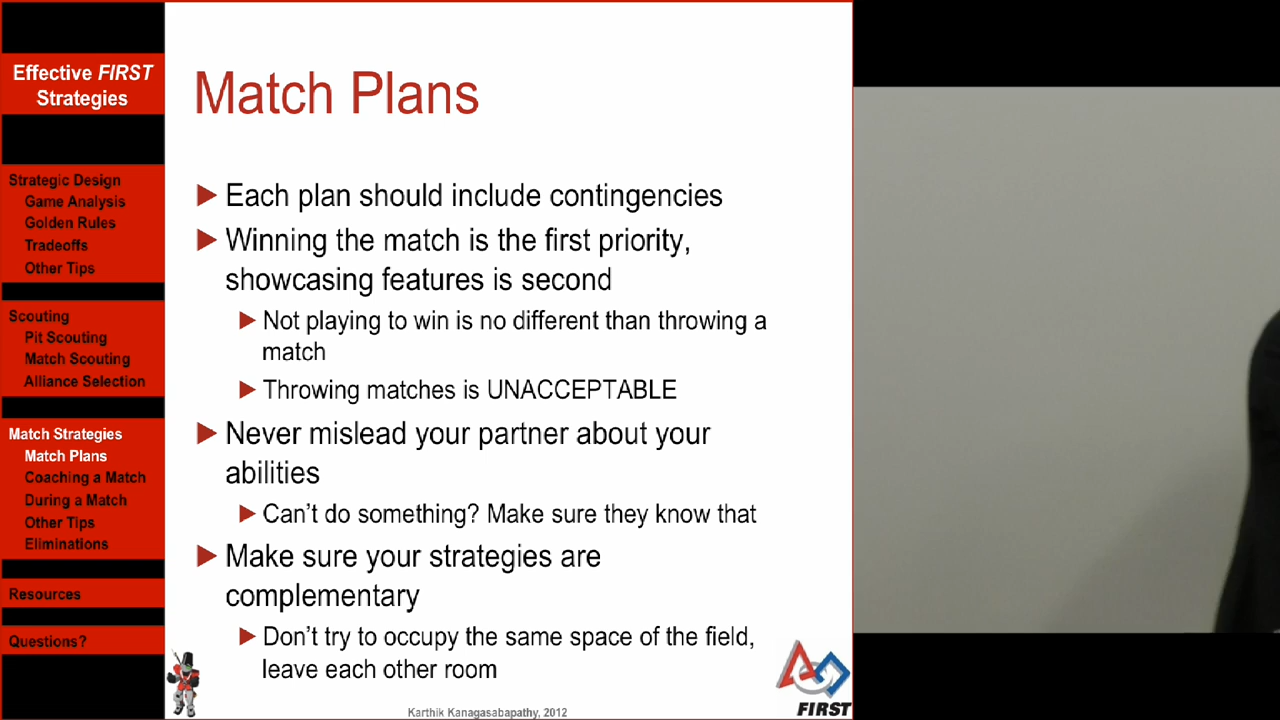 Effective FIRST
Strategies
Strategic Design
Game Analysis
Golden Rules
Tradeoffs
Other Tips
Scouting
Pit Scouting
Match Scouting
Alliance Selection
Match Strategies
Match Plans
Coaching a Match
During a Match
Other Tips
Eliminations
Resources
Questions?
Match Plans
Each plan should include contingencies
Winning the match is the first priority,
showcasing features is second
Not playing to win is no different than throwing a
match
Throwing matches is UNACCEPTABLE
Never mislead your partner about your
abilities
Can't do something? Make sure they know that
Make sure your strategies are
complementary
Don't try to occupy the same space of the field,
leave each other room
Karthik Kanagasabapathy, 2012
FIRST